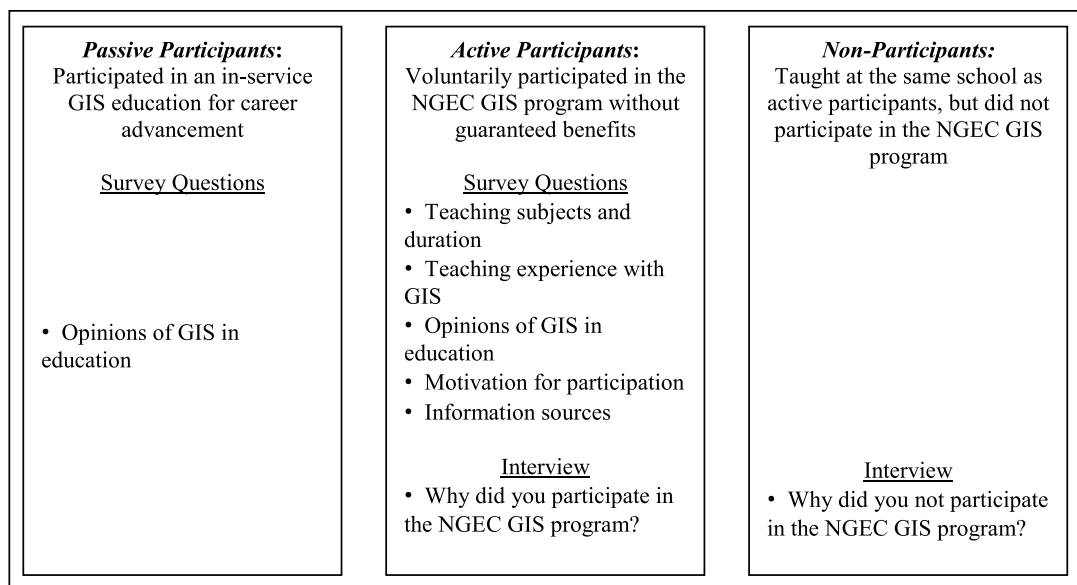 Passive Participants:
Participated in an in-service
GIS education for career
advancement
Survey Questions
• Opinions of GIS in
education
Active Participants:
Voluntarily participated in the
NGEC GIS program without
guaranteed benefits
Survey Questions
• Teaching subjects and
duration
• Teaching experience with
GIS
• Opinions of GIS in
education
• Motivation for participation
• Information sources
Interview
• Why did you participate in
the NGEC GIS program?
Non-Participants:
Taught at the same school as
active participants, but did not
participate in the NGEC GIS
program
Interview
• Why did you not participate
in the NGEC GIS program?